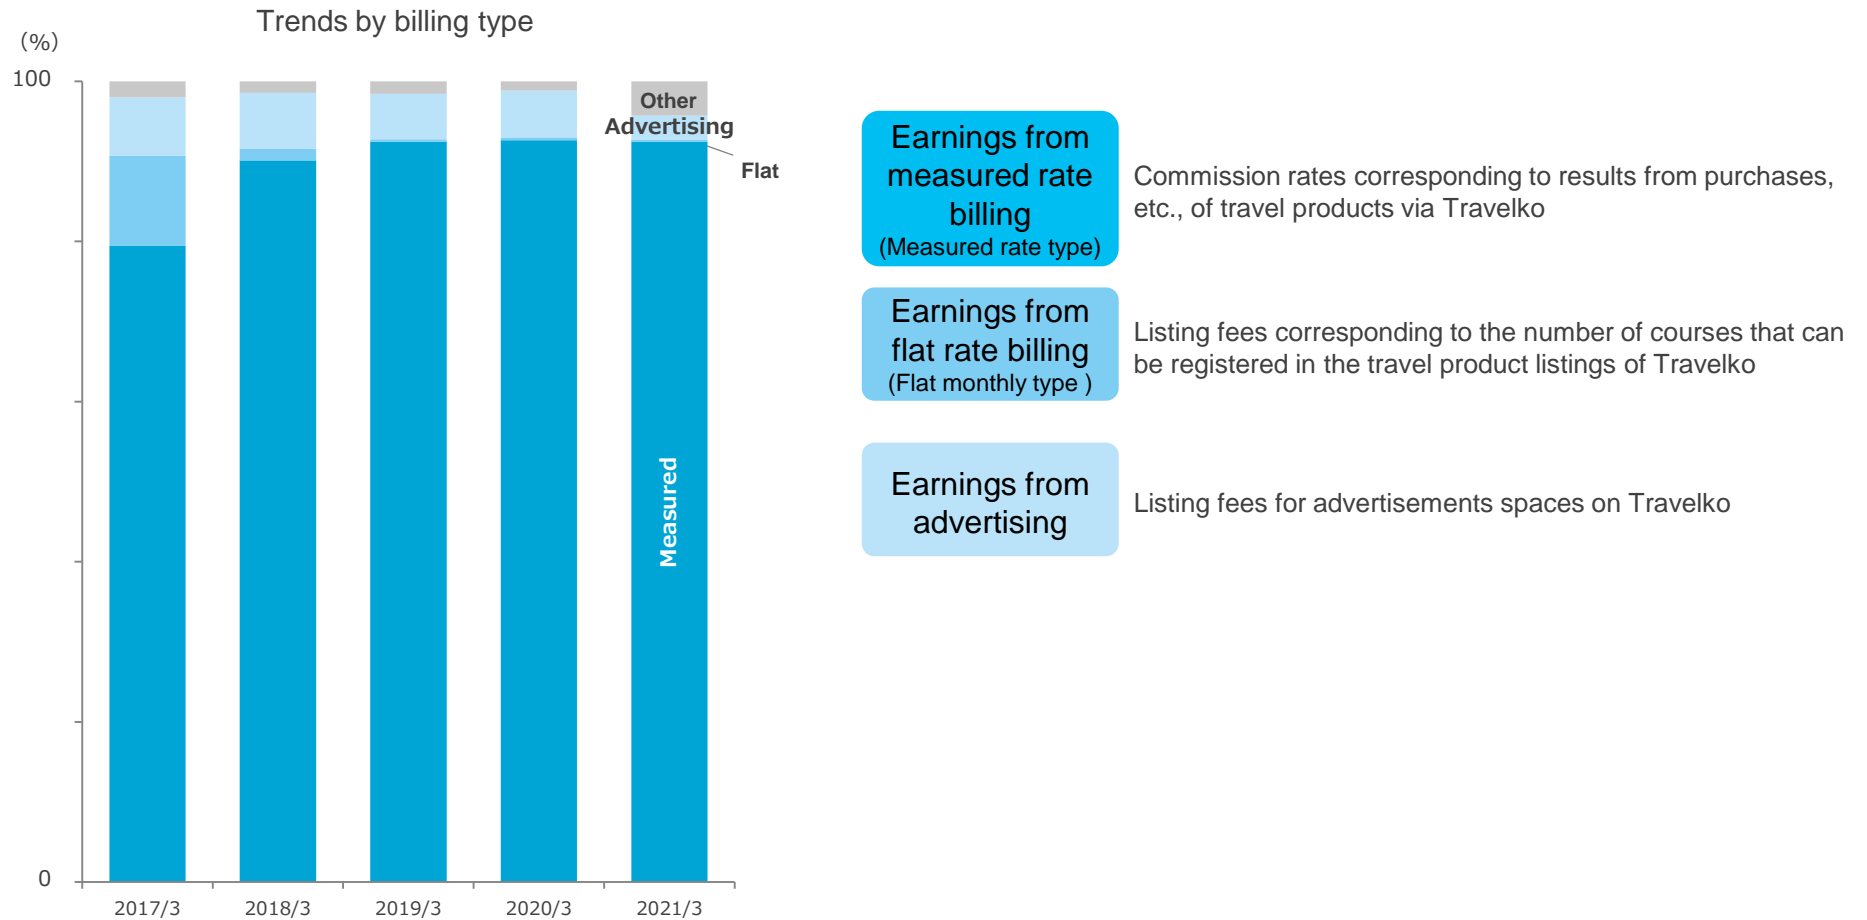 Trends by billing type
(%)
100
0
Other
Advertising
Flat
Measured
2017/3
2018/3
2019/3
2020/3
2021/3
Earnings from
measured rate
billing
(Measured rate type)
Commission rates corresponding to results from purchases,
etc., of travel products via Travelko
Earnings from
flat rate billing
(Flat monthly type )
Listing fees corresponding to the number of courses that can
be registered in the travel product listings of Travelko
Earnings from
advertising
Listing fees for advertisements spaces on Travelko